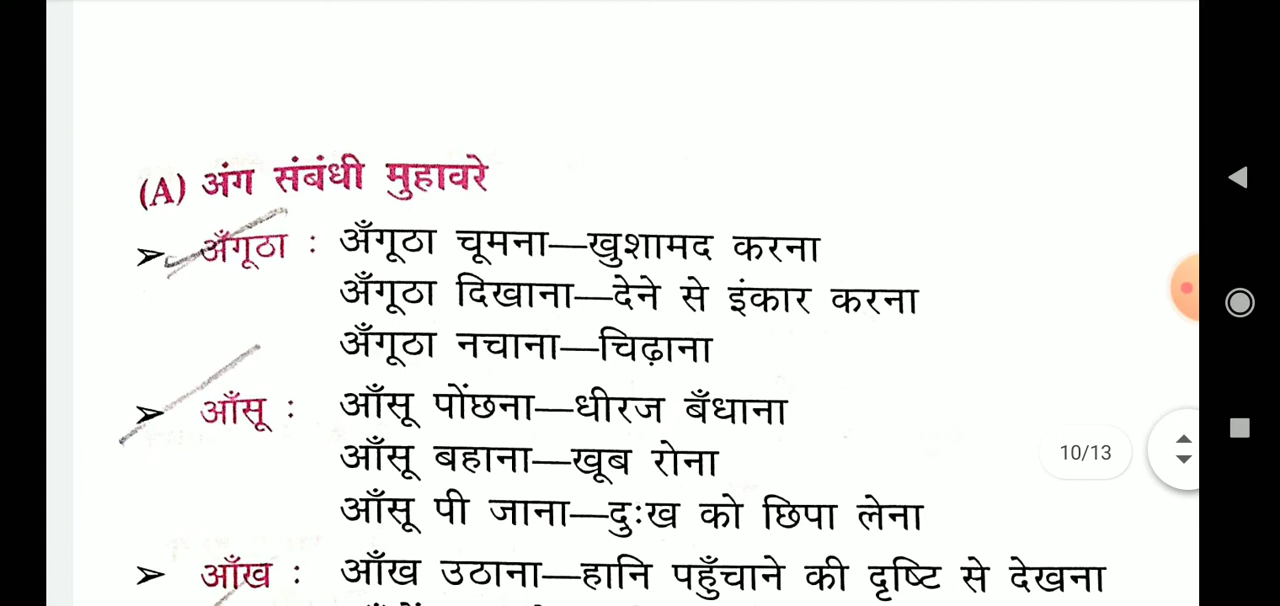 (A) अंग संबंधी मुहावरे
➢ अँगूठा : अँगूठा चूमना—खुशामद करना
अँगूठा दिखाना—देने से इंकार करना
अँगूठा नचाना—चिढ़ाना
➢ आँसू : आँसू पोंछना—धीरज बँधाना
आँसू बहाना—खूब रोना
10/13
आँसू पी जाना—दुःख को छिपा लेना
➢ आँख : आँख उठाना—हानि पहुँचाने की दृष्टि से देखना